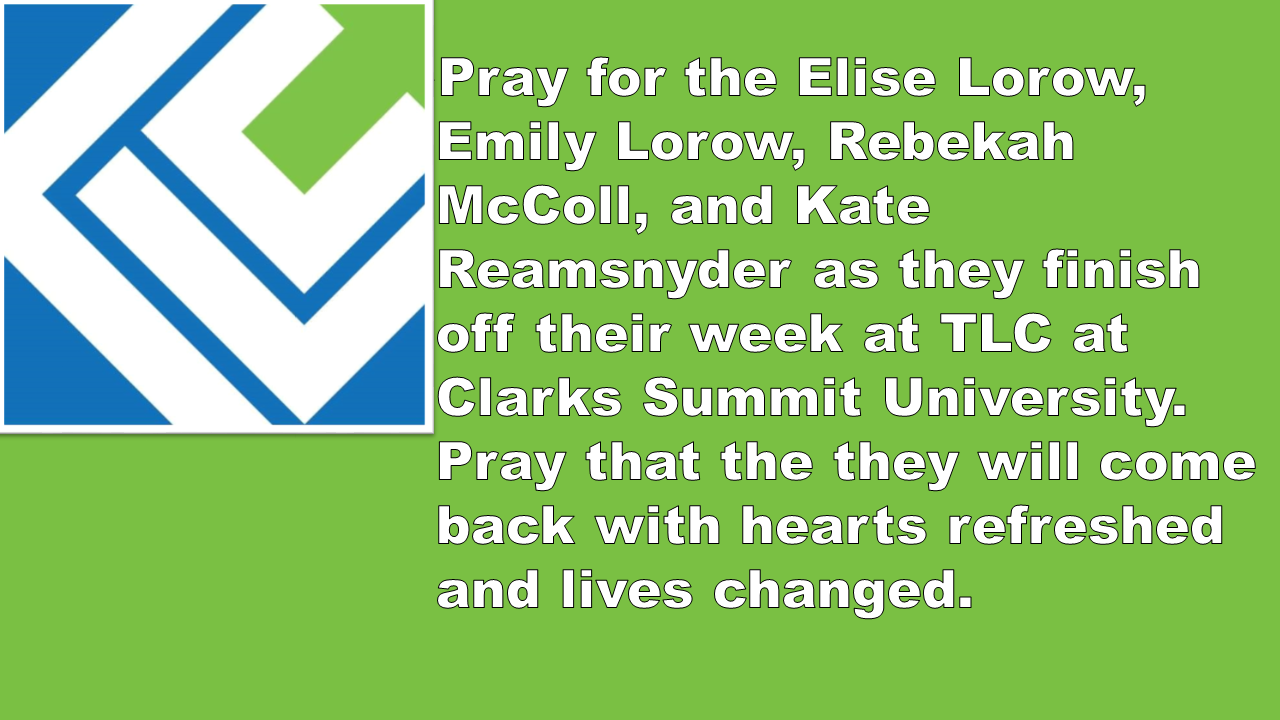 Pray for the Elise Lorow,
Emily Lorow, Rebekah
McColl, and Kate
Reamsnyder as they finish
off their week at TLC at
Clarks Summit University.
Pray that the they will come
back with hearts refreshed
and lives changed.